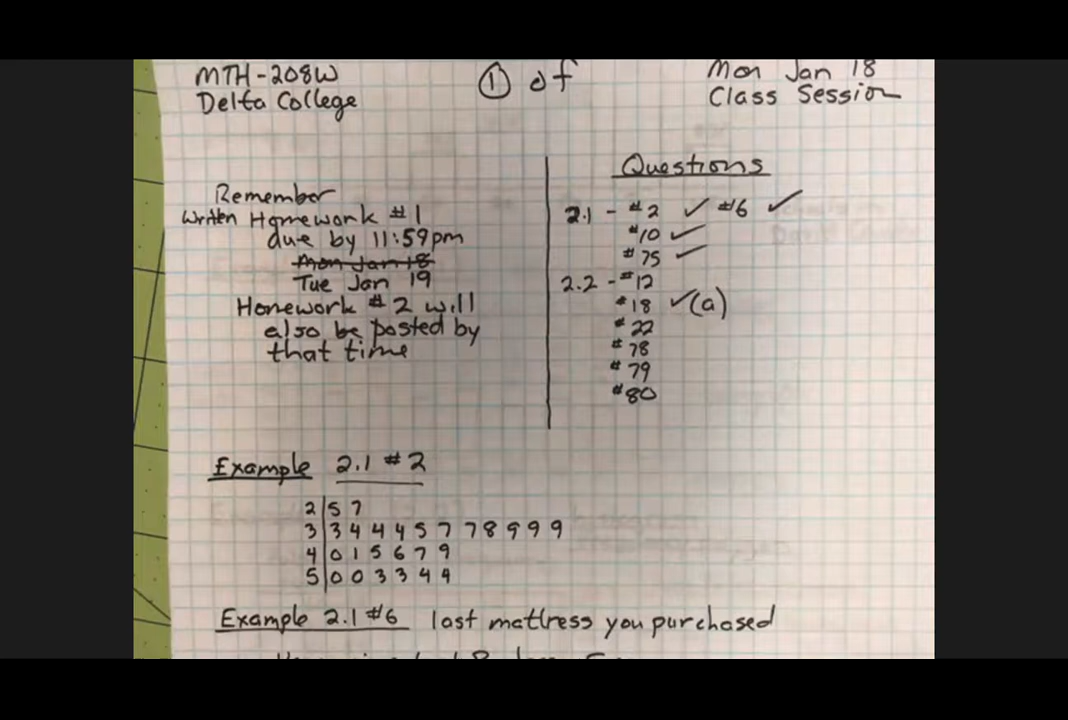 MTH-208W
Delta College
① of
Mon Jan 18
Class Session
Remember
Written Homework #1
due by 11:59pm
Mon Jan 18
Tue Jan 19
Homework #2 will
also be posted by
that time
Questions
2.1 - #2 ✓ #6 ✓
#10 ✓
#75 ✓
2.2 - #12
#18 ✓(a)
#22
#78
#79
#80
Example 2.1 #2
2|5 7
3|3 4 4 4 5 7 7 8 9 9 9
4|0 1 5 6 7 9
5|0 0 3 3 4 4
Example 2.1 #6 last mattress you purchased